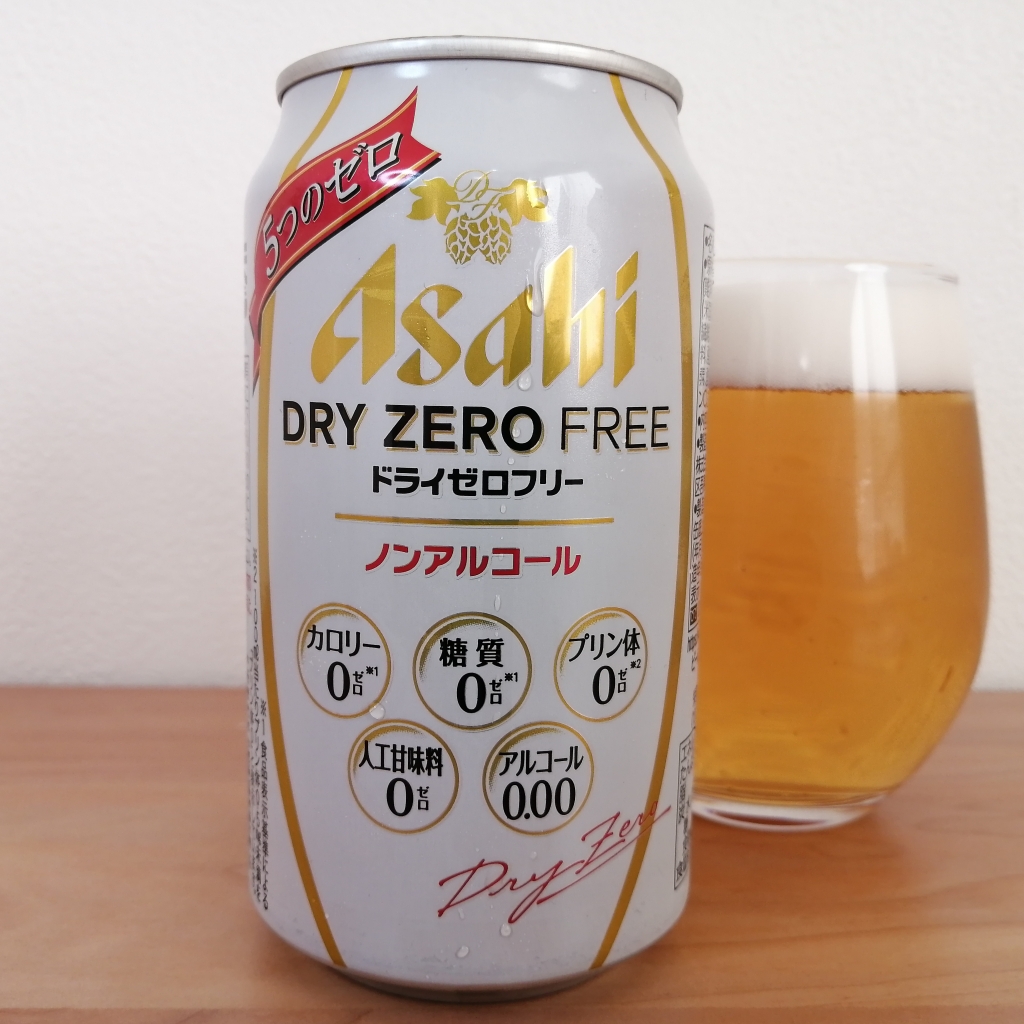 5つのゼロ
DF
Asahi
DRY ZERO FREE
ドライゼロフリー
ノンアルコール
カロリー 糖質 プリン体
0ゼロ※1 0ゼロ※1 0ゼロ※2
人工甘味料 アルコール
0ゼロ 0.00
Dry Zero